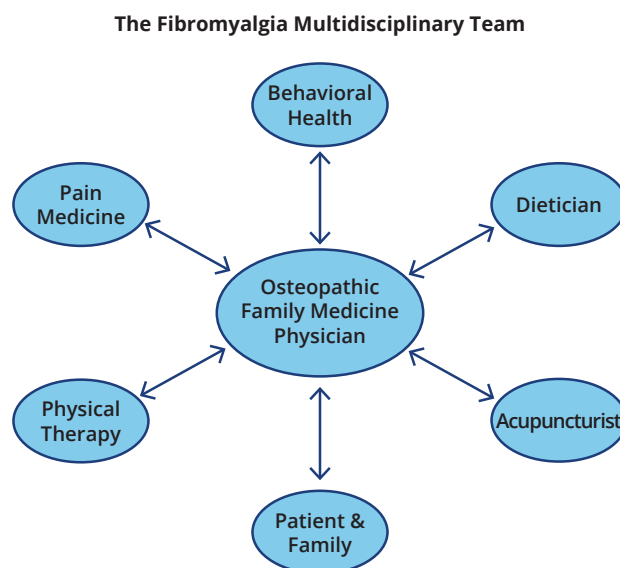 The Fibromyalgia Multidisciplinary Team
Behavioral
Health
Pain
Medicine
Dietician
Osteopathic
Family Medicine
Physician
Physical
Therapy
Acupuncturist
Patient &
Family